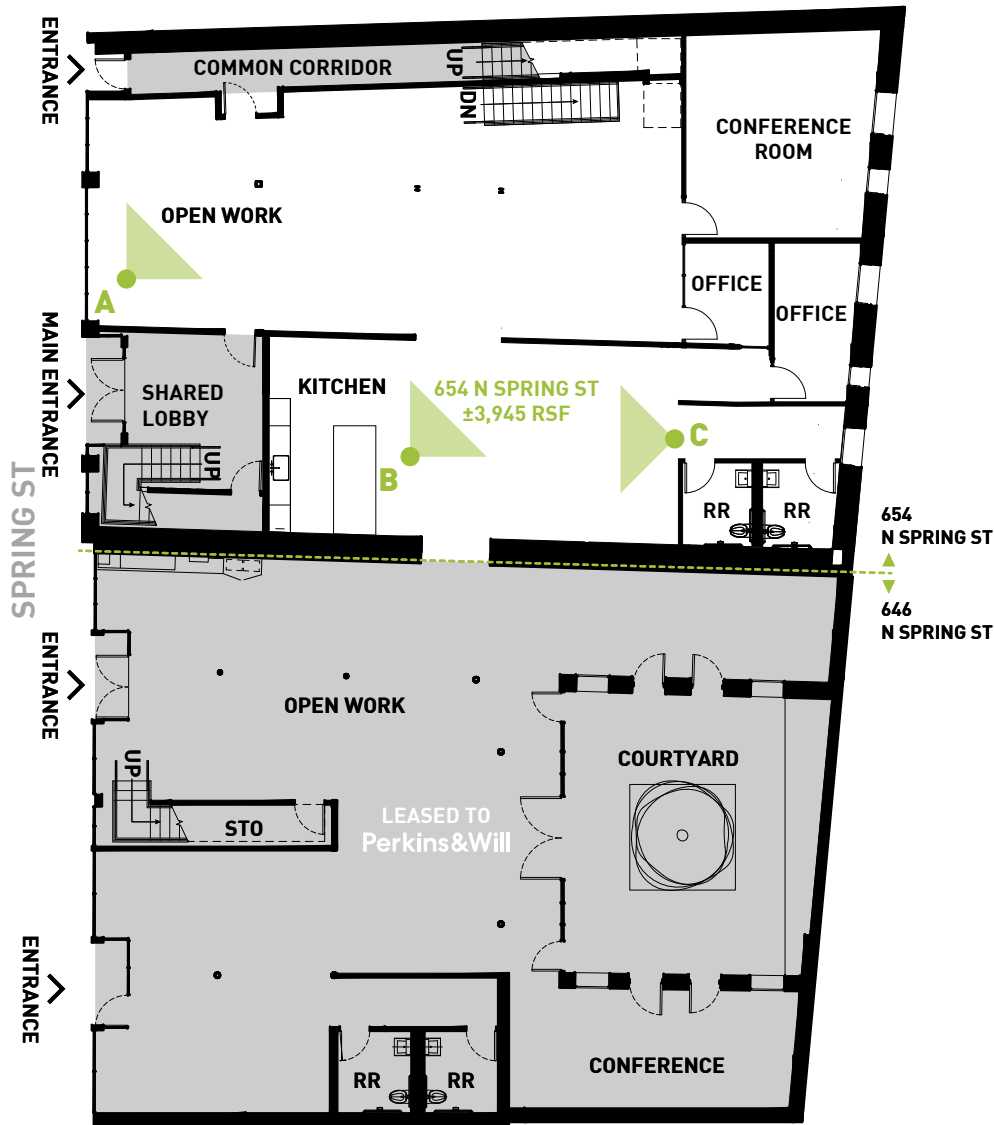 ENTRANCE
COMMON CORRIDOR
UP
DN
CONFERENCE
ROOM
OPEN WORK
A
OFFICE
OFFICE
MAIN ENTRANCE
SHARED
LOBBY
UP
KITCHEN
654 N SPRING ST
±3,945 RSF
B
C
RR
RR
SPRING ST
654
N SPRING ST
646
N SPRING ST
ENTRANCE
OPEN WORK
UP
STO
COURTYARD
LEASED TO
Perkins&Will
ENTRANCE
RR
RR
CONFERENCE